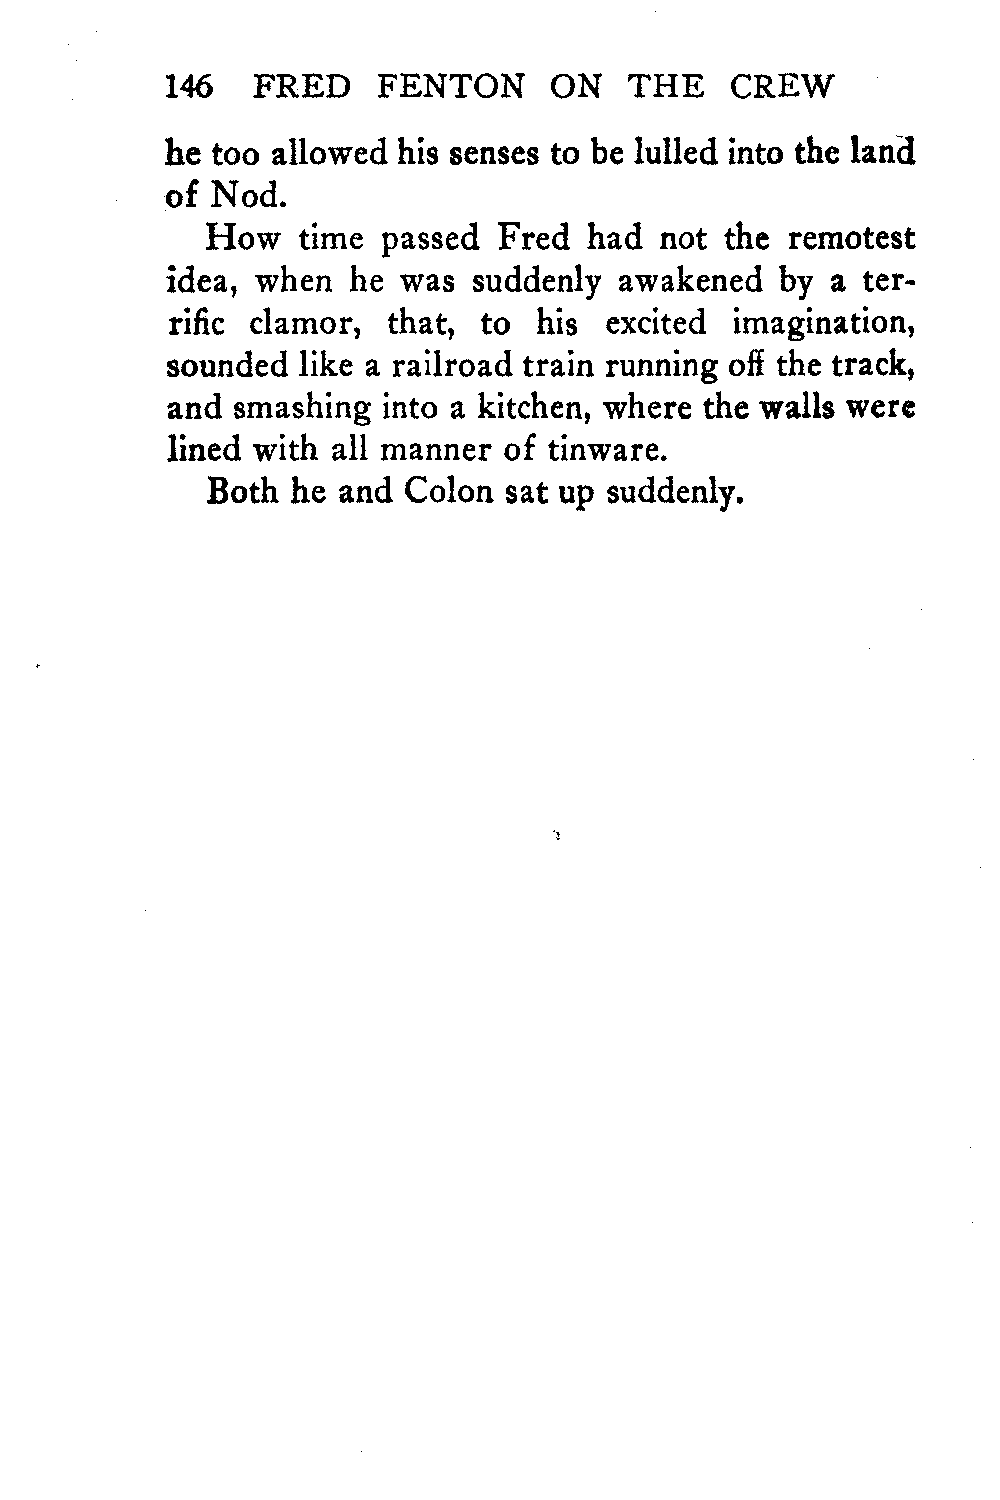 146 FRED FENTON ON THE CREW
he too allowed his senses to be lulled into the land
of Nod.
How time passed Fred had not the remotest
idea, when he was suddenly awakened by a ter-
rific clamor, that, to his excited imagination,
sounded like a railroad train running off the track,
and smashing into a kitchen, where the walls were
lined with all manner of tinware.
Both he and Colon sat up suddenly.